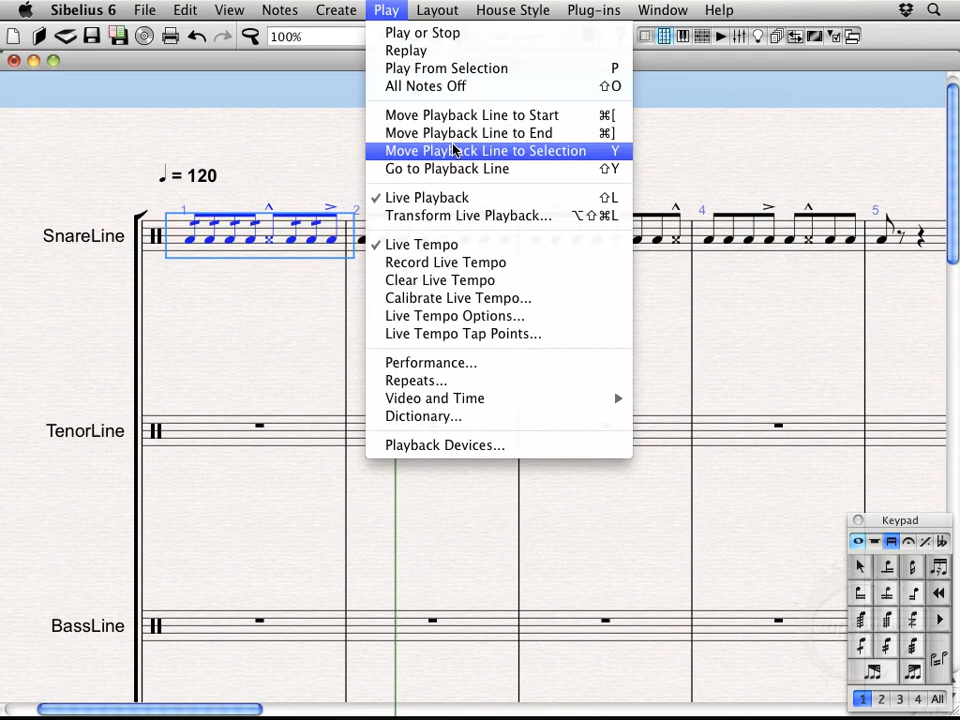 Sibelius 6 File Edit View Notes Create Play Layout House Style Plug-ins Window Help
100%
Play or Stop
Replay
Play From Selection P
All Notes Off ⇧O
Move Playback Line to Start ⌘[
Move Playback Line to End ⌘]
Move Playback Line to Selection Y
Go to Playback Line ⇧Y
✓ Live Playback ⇧L
Transform Live Playback... ⌥⇧⌘L
✓ Live Tempo
Record Live Tempo
Clear Live Tempo
Calibrate Live Tempo...
Live Tempo Options...
Live Tempo Tap Points...
Performance...
Repeats...
Video and Time
Dictionary...
Playback Devices...
♩ = 120
1 2 4 5
SnareLine
TenorLine
BassLine
Keypad
1 2 3 4 All